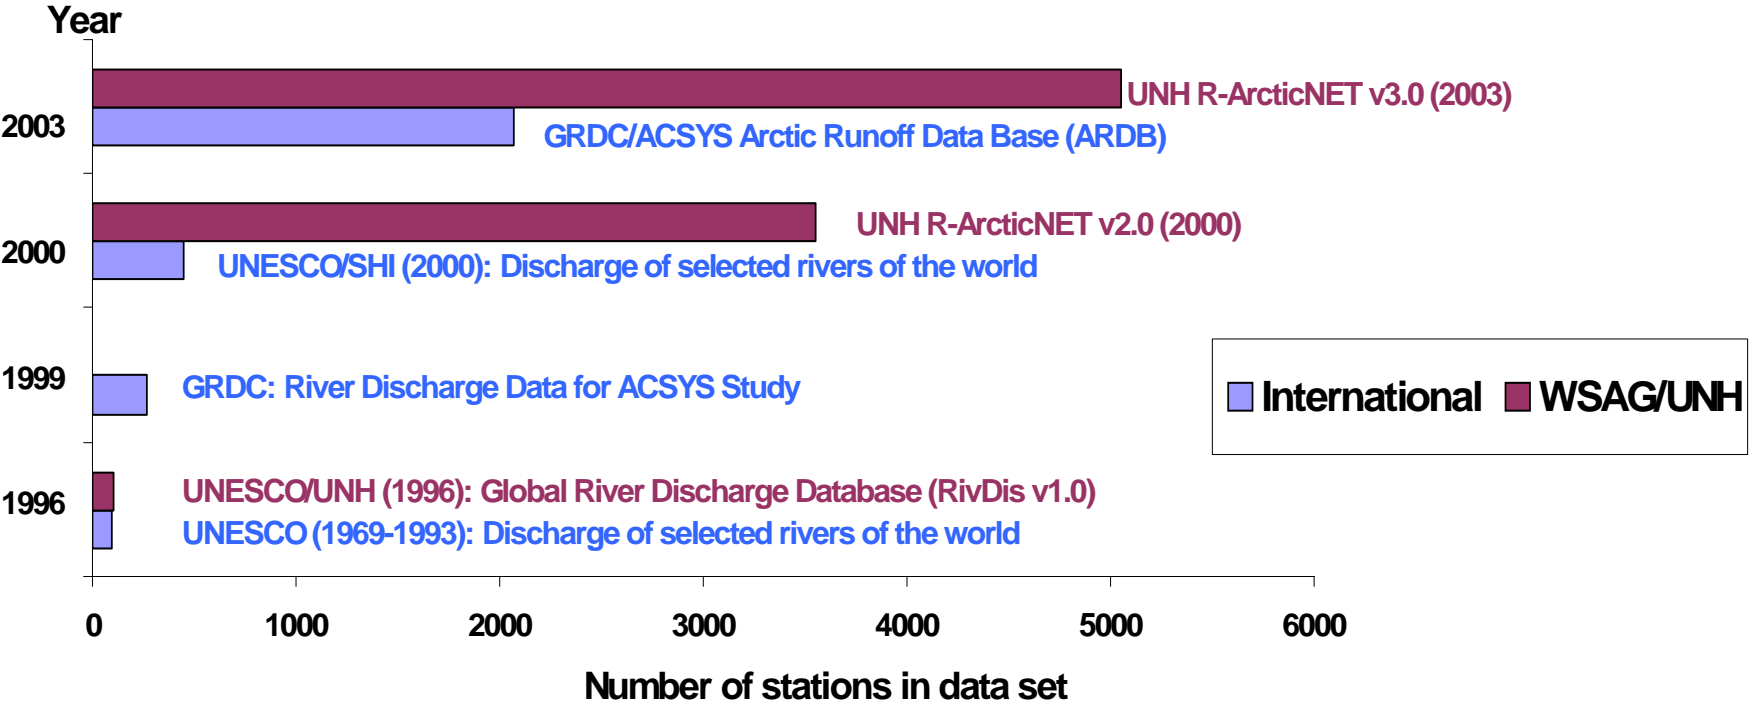 Year
UNH R-ArcticNET v3.0 (2003)
2003
GRDC/ACSYS Arctic Runoff Data Base (ARDB)
UNH R-ArcticNET v2.0 (2000)
2000
UNESCO/SHI (2000): Discharge of selected rivers of the world
1999
GRDC: River Discharge Data for ACSYS Study
International WSAG/UNH
UNESCO/UNH (1996): Global River Discharge Database (RivDis v1.0)
1996
UNESCO (1969-1993): Discharge of selected rivers of the world
0 1000 2000 3000 4000 5000 6000
Number of stations in data set